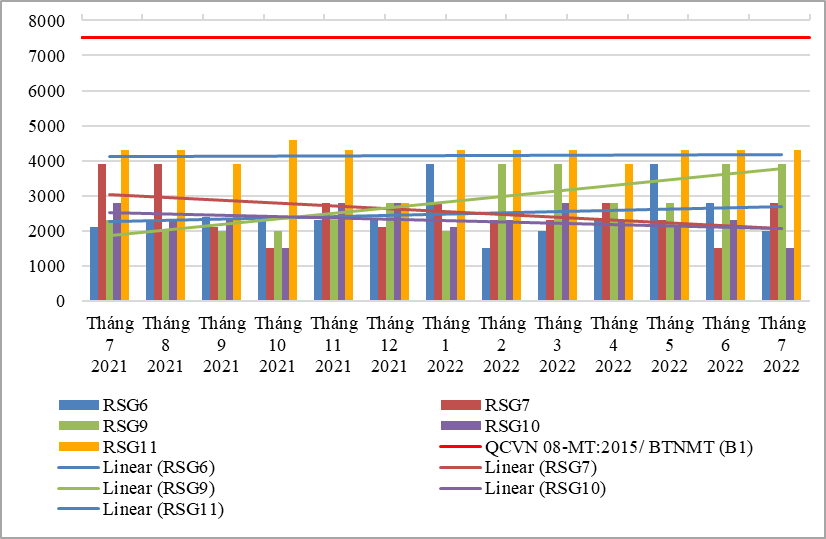 8000
7000
6000
5000
4000
3000
2000
1000
0
Tháng 7 2021
Tháng 8 2021
Tháng 9 2021
Tháng 10 2021
Tháng 11 2021
Tháng 12 2021
Tháng 1 2022
Tháng 2 2022
Tháng 3 2022
Tháng 4 2022
Tháng 5 2022
Tháng 6 2022
Tháng 7 2022
RSG6
RSG7
RSG9
RSG10
RSG11
QCVN 08-MT:2015/ BTNMT (B1)
Linear (RSG6)
Linear (RSG7)
Linear (RSG9)
Linear (RSG10)
Linear (RSG11)